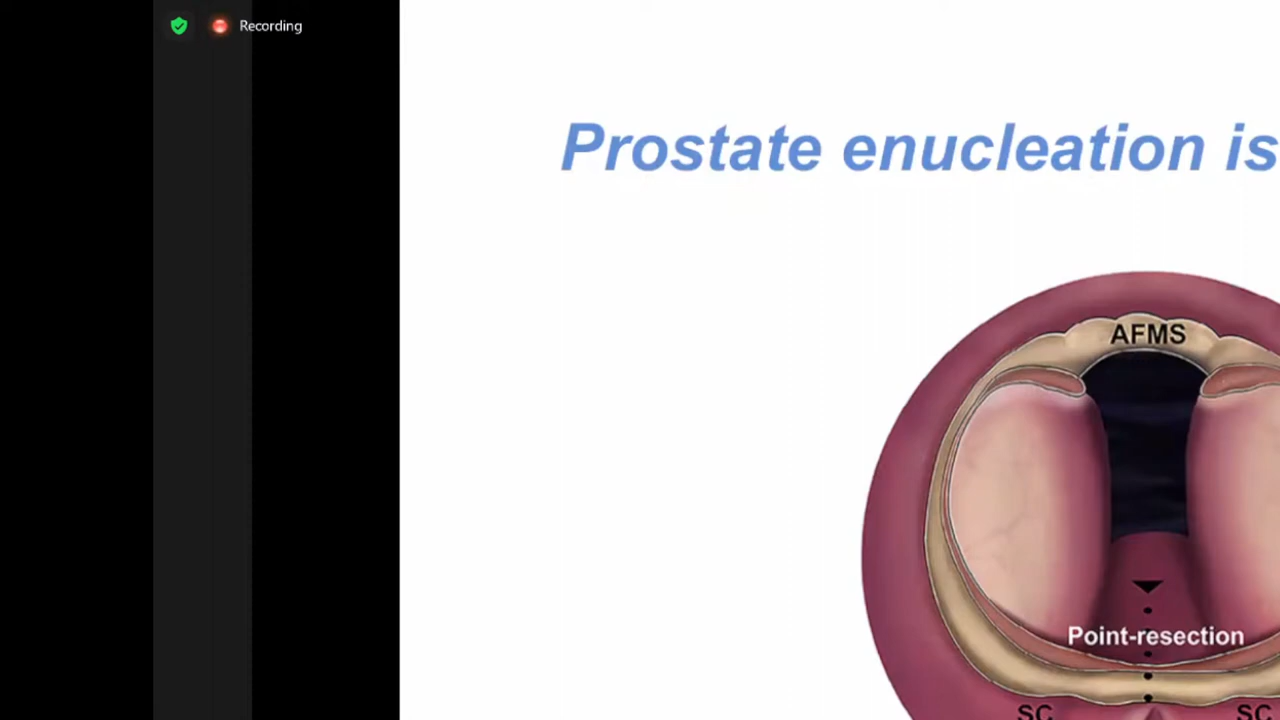 Recording
Prostate enucleation is
AFMS
Point-resection
SC SC